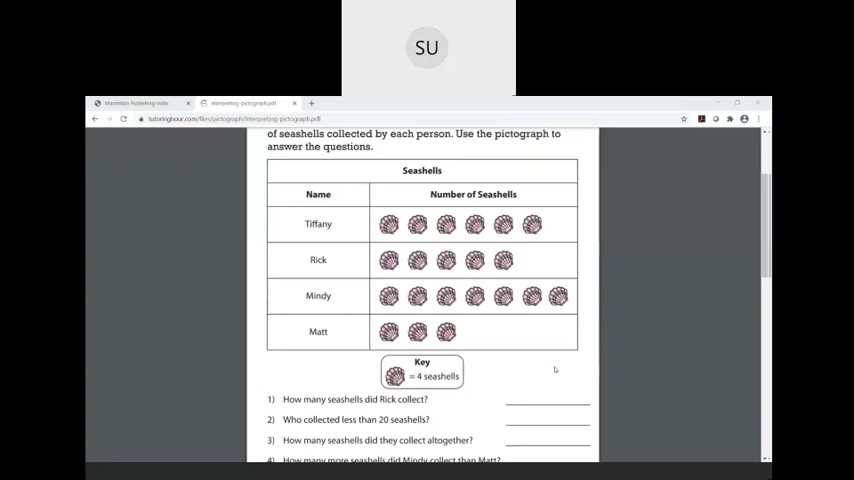 SU
Macmillan Publishing India
interpreting-pictograph.pdf
tutoringhour.com/files/pictograph/interpreting-pictograph.pdf
of seashells collected by each person. Use the pictograph to
answer the questions.
Seashells
Name Number of Seashells
Tiffany
Rick
Mindy
Matt
Key
= 4 seashells
1) How many seashells did Rick collect?
2) Who collected less than 20 seashells?
3) How many seashells did they collect altogether?
4) How many more seashells did Mindy collect than Matt?